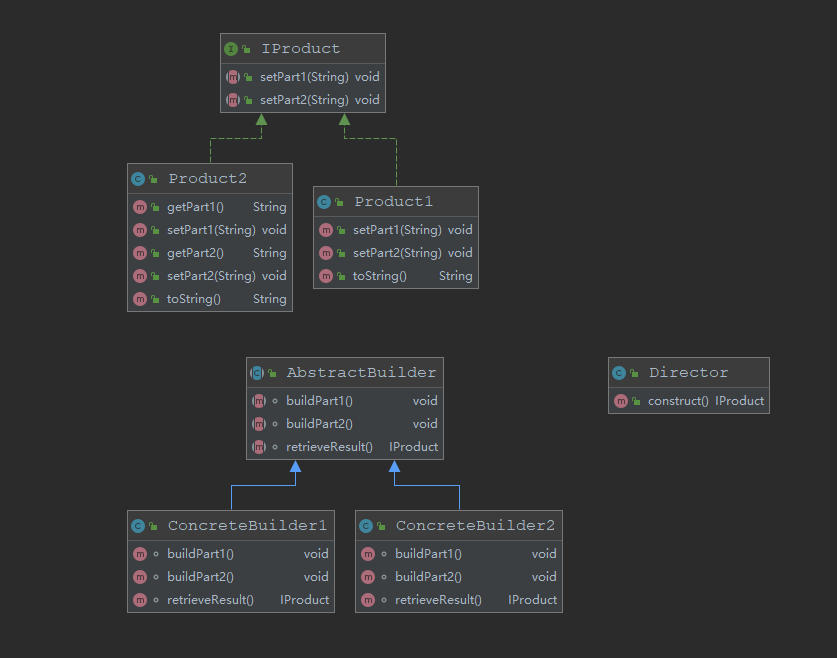 IProduct
setPart1(String) void
setPart2(String) void
Product2
getPart1() String
setPart1(String) void
getPart2() String
setPart2(String) void
toString() String
Product1
setPart1(String) void
setPart2(String) void
toString() String
AbstractBuilder
buildPart1() void
buildPart2() void
retrieveResult() IProduct
Director
construct() IProduct
ConcreteBuilder1
buildPart1() void
buildPart2() void
retrieveResult() IProduct
ConcreteBuilder2
buildPart1() void
buildPart2() void
retrieveResult() IProduct